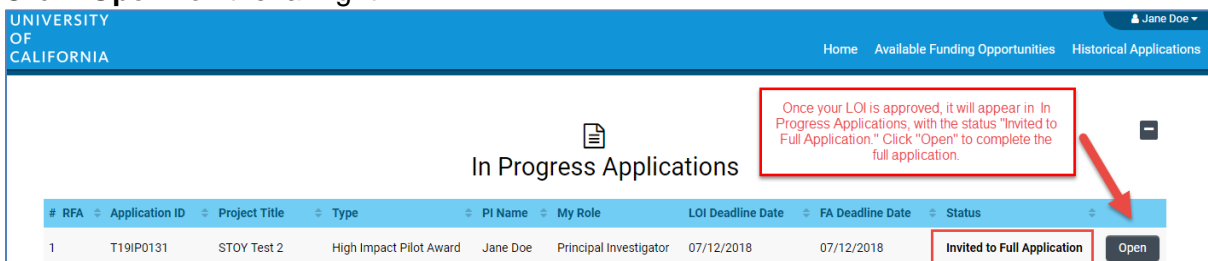 UNIVERSITY
OF
CALIFORNIA
Jane Doe
Home Available Funding Opportunities Historical Applications
Once your LOI is approved, it will appear in In
Progress Applications, with the status "Invited to
Full Application." Click "Open" to complete the
full application.
In Progress Applications
# RFA Application ID Project Title Type PI Name My Role LOI Deadline Date FA Deadline Date Status
1 T19IP0131 STOY Test 2 High Impact Pilot Award Jane Doe Principal Investigator 07/12/2018 07/12/2018 Invited to Full Application Open